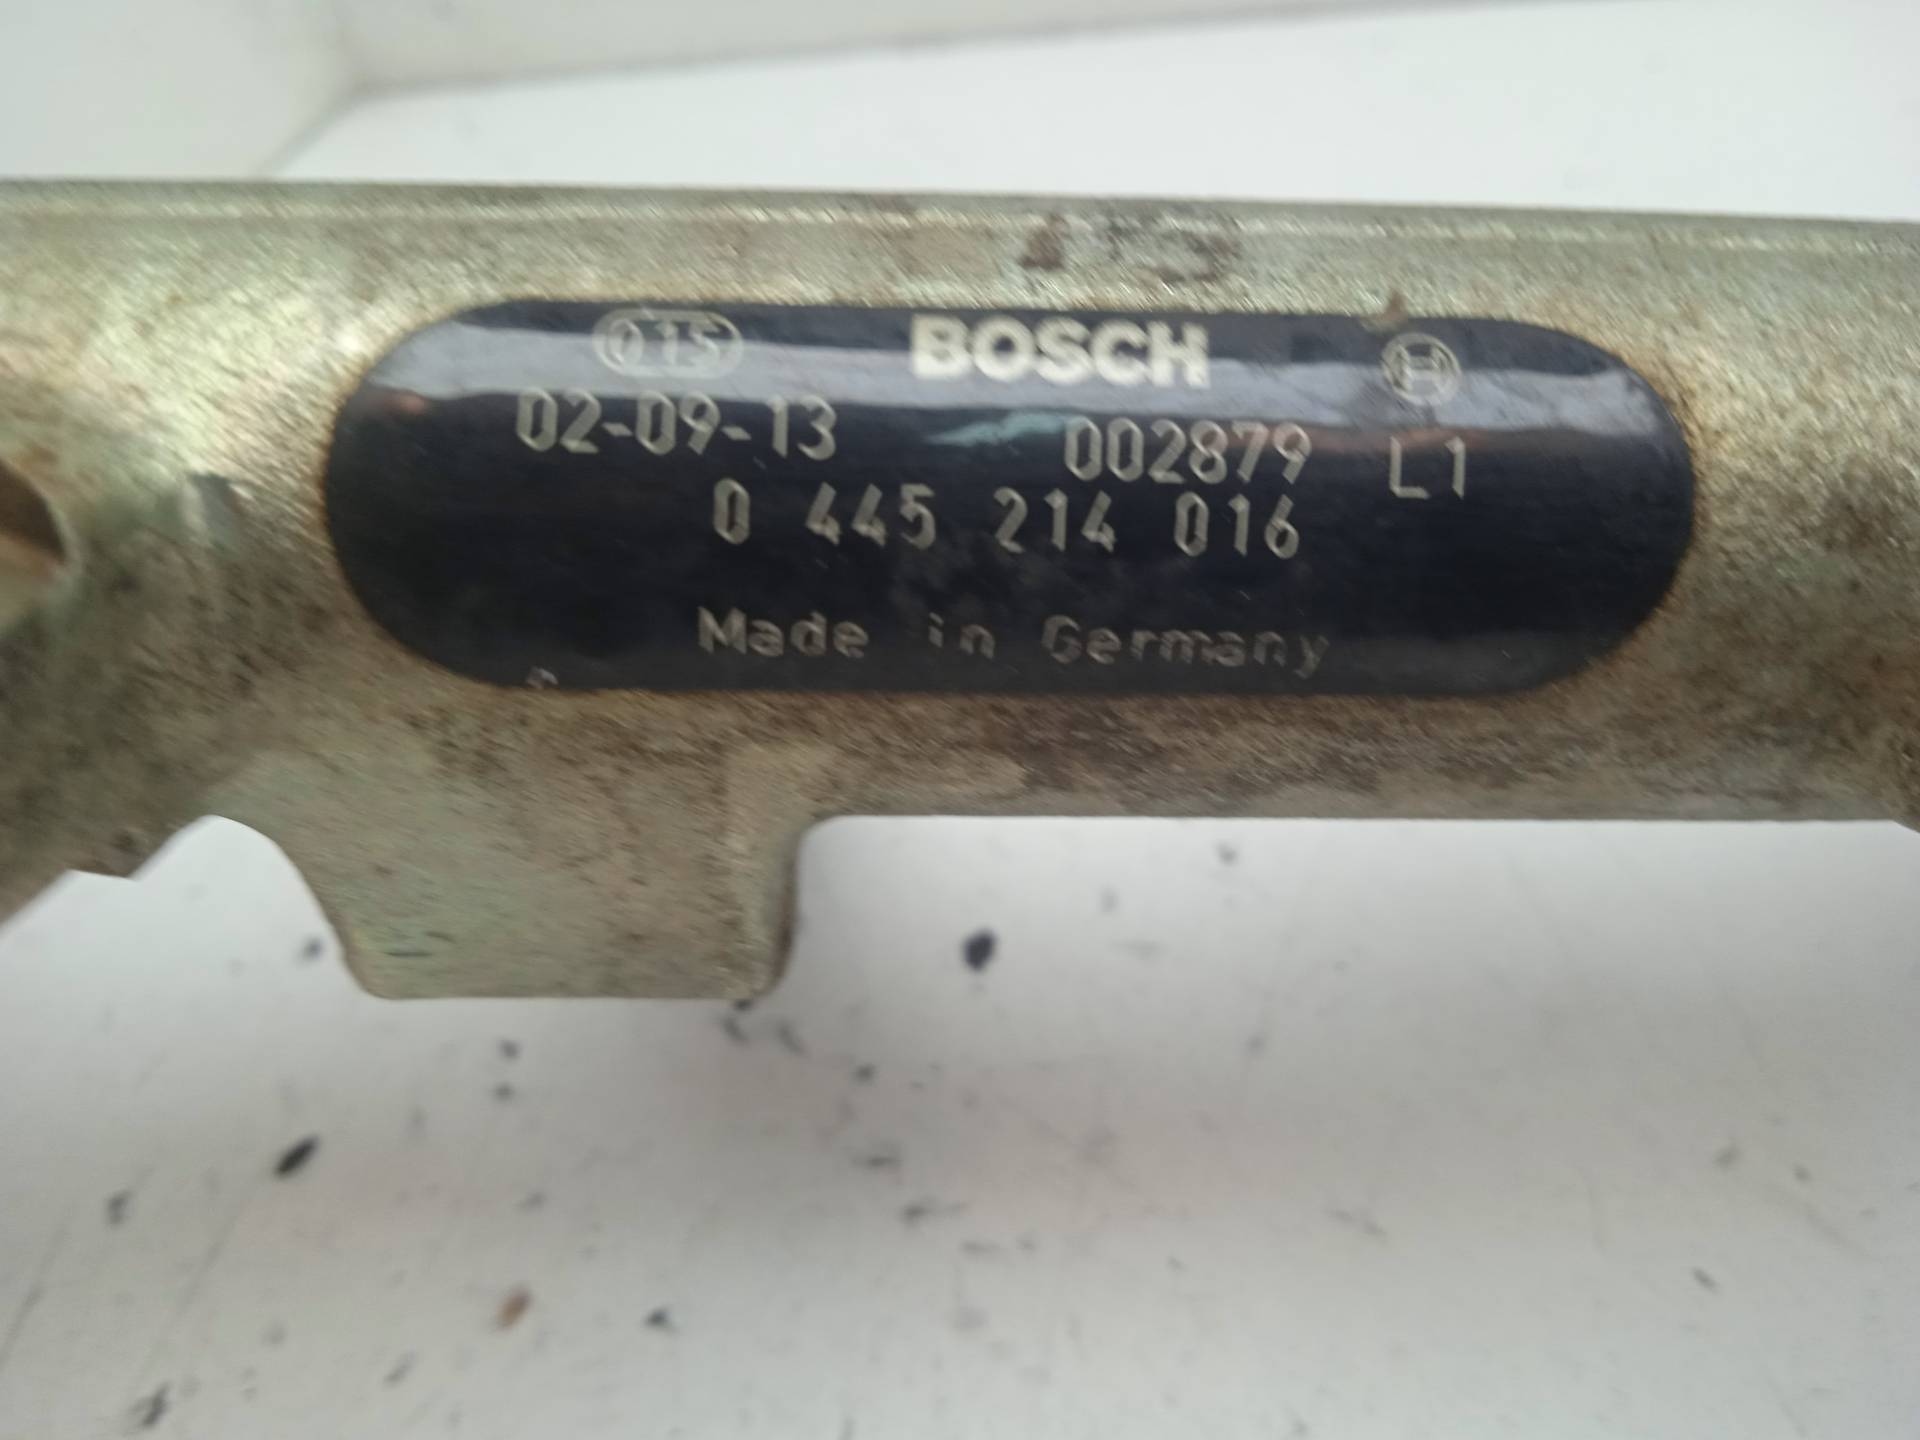 015 BOSCH
02-09-13 002879 L1
0 445 214 016
Made in Germany